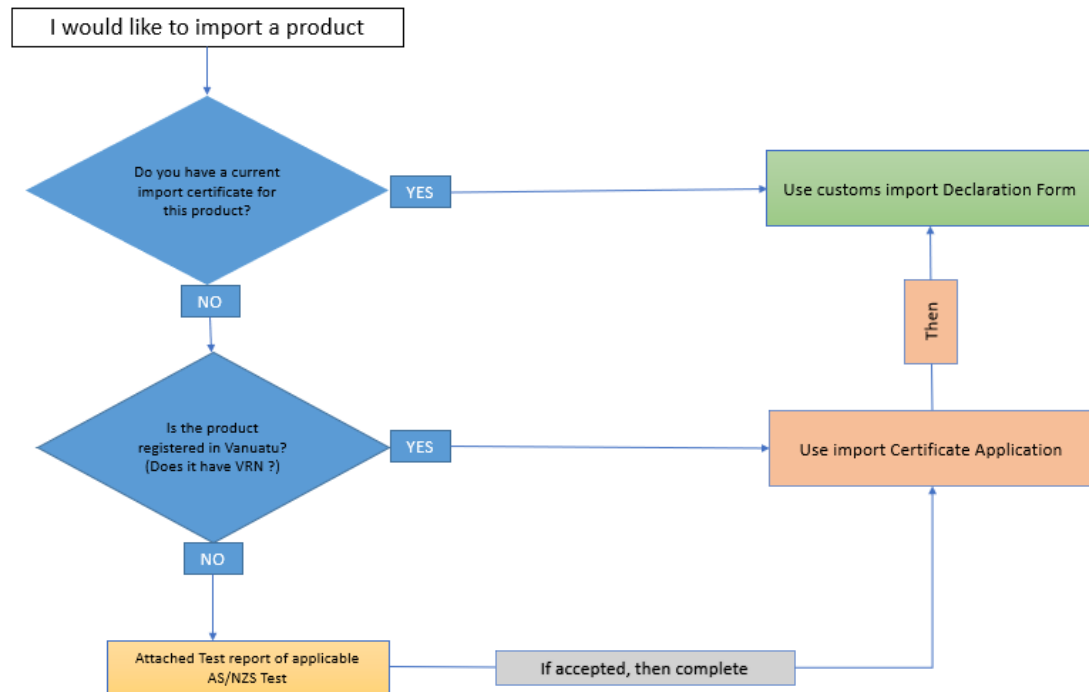 I would like to import a product
Do you have a current
import certificate for
this product?
YES
Use customs import Declaration Form
NO
Then
Is the product
registered in Vanuatu?
(Does it have VRN ?)
YES
Use import Certificate Application
NO
Attached Test report of applicable
AS/NZS Test
If accepted, then complete